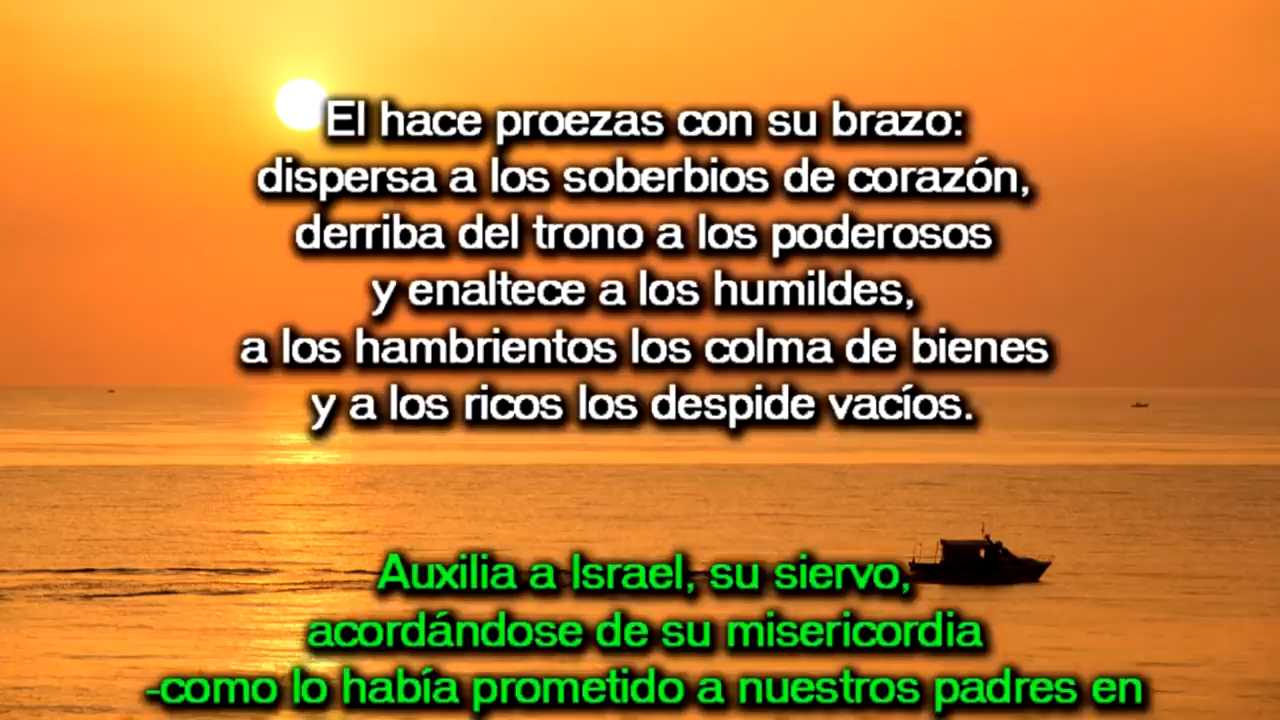 El hace proezas con su brazo:
dispersa a los soberbios de corazón,
derriba del trono a los poderosos
y enaltece a los humildes,
a los hambrientos los colma de bienes
y a los ricos los despide vacíos.
Auxilia a Israel, su siervo,
acordándose de su misericordia
-como lo había prometido a nuestros padres en